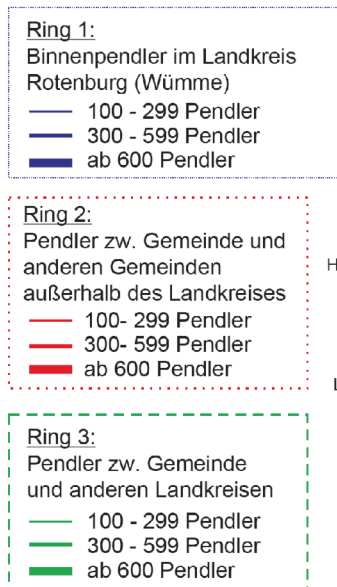 Ring 1:
Binnenpendler im Landkreis
Rotenburg (Wümme)
100 - 299 Pendler
300 - 599 Pendler
ab 600 Pendler
Ring 2:
Pendler zw. Gemeinde und
anderen Gemeinden
außerhalb des Landkreises
100- 299 Pendler
300- 599 Pendler
ab 600 Pendler
H
L
Ring 3:
Pendler zw. Gemeinde
und anderen Landkreisen
100 - 299 Pendler
300 - 599 Pendler
ab 600 Pendler